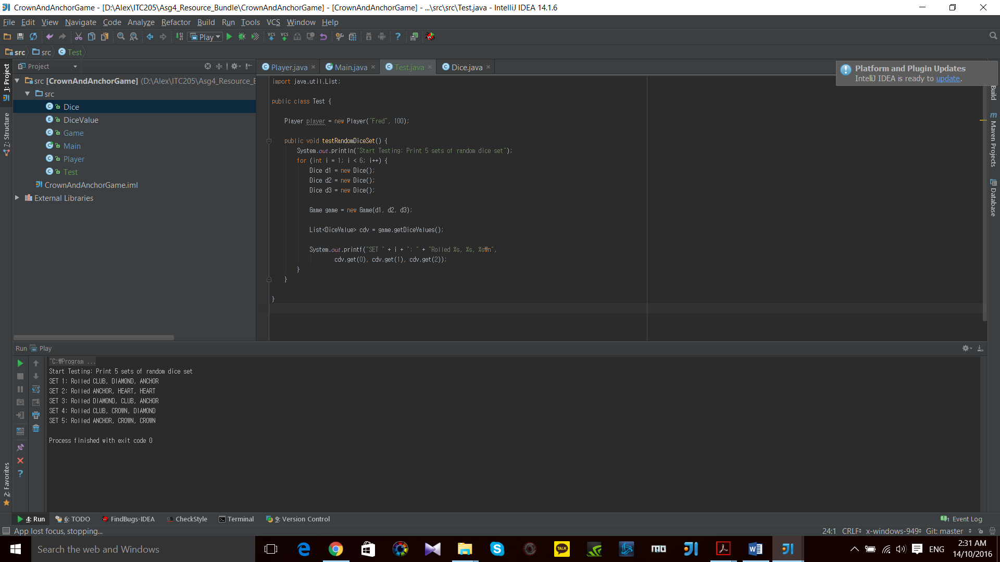 CrownAndAnchorGame - [D:\Alex\ITC205\Asg4_Resource_Bundle\CrownAndAnchorGame] - [CrownAndAnchorGame] - ...\src\src\Test.java - IntelliJ IDEA 14.1.6
File Edit View Navigate Code Analyze Refactor Build Run Tools VCS Window Help
Play
src src Test
Project
Player.java Main.java Test.java Dice.java
Platform and Plugin Updates
IntelliJ IDEA is ready to update.
1: Project
7: Structure
2: Favorites
src [CrownAndAnchorGame] (D:\Alex\ITC205\Asg4_Resource_B
src
Dice
DiceValue
Game
Main
Player
Test
CrownAndAnchorGame.iml
External Libraries
import java.util.List;
public class Test {
Player player = new Player("Fred", 100);
public void testRandomDiceSet() {
System.out.println("Start Testing: Print 5 sets of random dice set");
for (int i = 1; i < 6; i++) {
Dice d1 = new Dice();
Dice d2 = new Dice();
Dice d3 = new Dice();
Game game = new Game(d1, d2, d3);
List<DiceValue> cdv = game.getDiceValues();
System.out.printf("SET " + i + ": " + "Rolled %s, %s, %s₩n",
cdv.get(0), cdv.get(1), cdv.get(2));
}
}
}
Build
Maven Projects
Database
Run Play
"C:₩Program ...
Start Testing: Print 5 sets of random dice set
SET 1: Rolled CLUB, DIAMOND, ANCHOR
SET 2: Rolled ANCHOR, HEART, HEART
SET 3: Rolled DIAMOND, CLUB, ANCHOR
SET 4: Rolled CLUB, CROWN, DIAMOND
SET 5: Rolled ANCHOR, CROWN, CROWN
Process finished with exit code 0
4: Run 6: TODO FindBugs-IDEA CheckStyle Terminal 9: Version Control Event Log
App lost focus, stopping... 24:1 CRLF x-windows-949 Git: master
Search the web and Windows
TALK
ENG
2:31 AM
14/10/2016